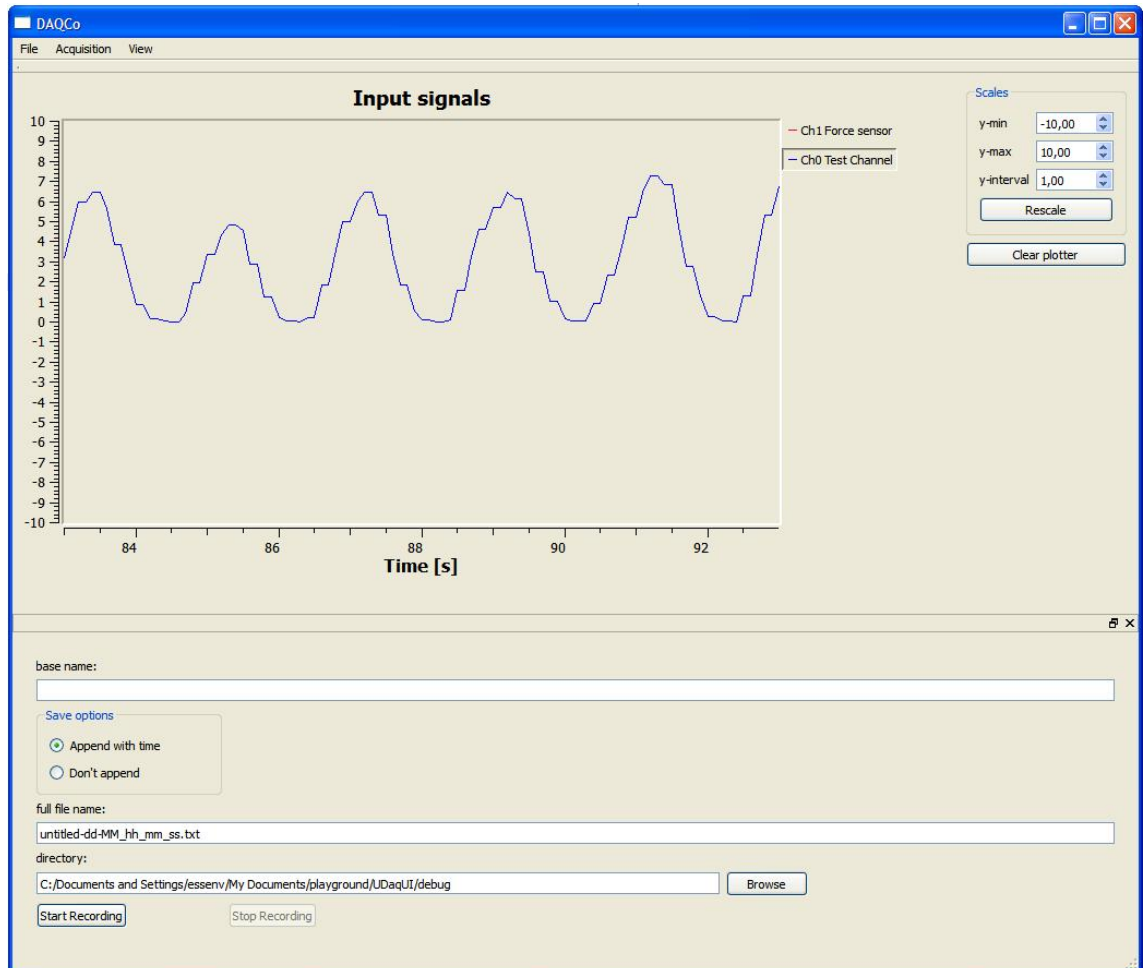 DAQCo
File Acquisition View
Input signals
10
9
8
7
6
5
4
3
2
1
0
-1
-2
-3
-4
-5
-6
-7
-8
-9
-10
84 86 88 90 92
Time [s]
Ch1 Force sensor
Ch0 Test Channel
Scales
y-min -10,00
y-max 10,00
y-interval 1,00
Rescale
Clear plotter
base name:
Save options
Append with time
Don't append
full file name:
untitled-dd-MM_hh_mm_ss.txt
directory:
C:/Documents and Settings/essenv/My Documents/playground/UDaqUI/debug Browse
Start Recording Stop Recording